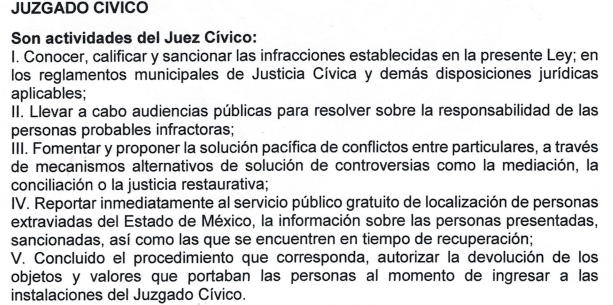 JUZGADO CIVICO
Son actividades del Juez Cívico:
I. Conocer, calificar y sancionar las infracciones establecidas en la presente Ley; en
los reglamentos municipales de Justicia Cívica y demás disposiciones jurídicas
aplicables;
II. Llevar a cabo audiencias públicas para resolver sobre la responsabilidad de las
personas probables infractoras;
III. Fomentar y proponer la solución pacífica de conflictos entre particulares, a través
de mecanismos alternativos de solución de controversias como la mediación, la
conciliación o la justicia restaurativa;
IV. Reportar inmediatamente al servicio público gratuito de localización de personas
extraviadas del Estado de México, la información sobre las personas presentadas,
sancionadas, así como las que se encuentren en tiempo de recuperación;
V. Concluido el procedimiento que corresponda, autorizar la devolución de los
objetos y valores que portaban las personas al momento de ingresar a las
instalaciones del Juzgado Cívico.